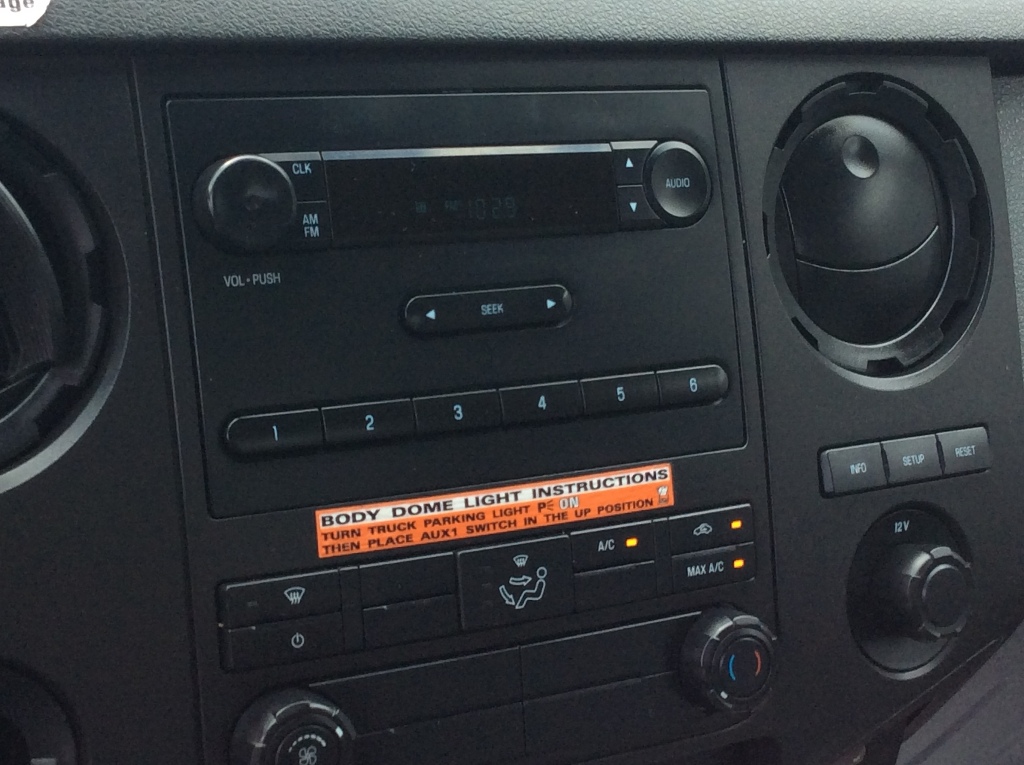 CLK
AM
FM
1029
AUDIO
VOL • PUSH
SEEK
1 2 3 4 5 6
BODY DOME LIGHT INSTRUCTIONS
TURN TRUCK PARKING LIGHT ON
THEN PLACE AUX1 SWITCH IN THE UP POSITION
INFO SETUP RESET
12V
A/C
MAX A/C